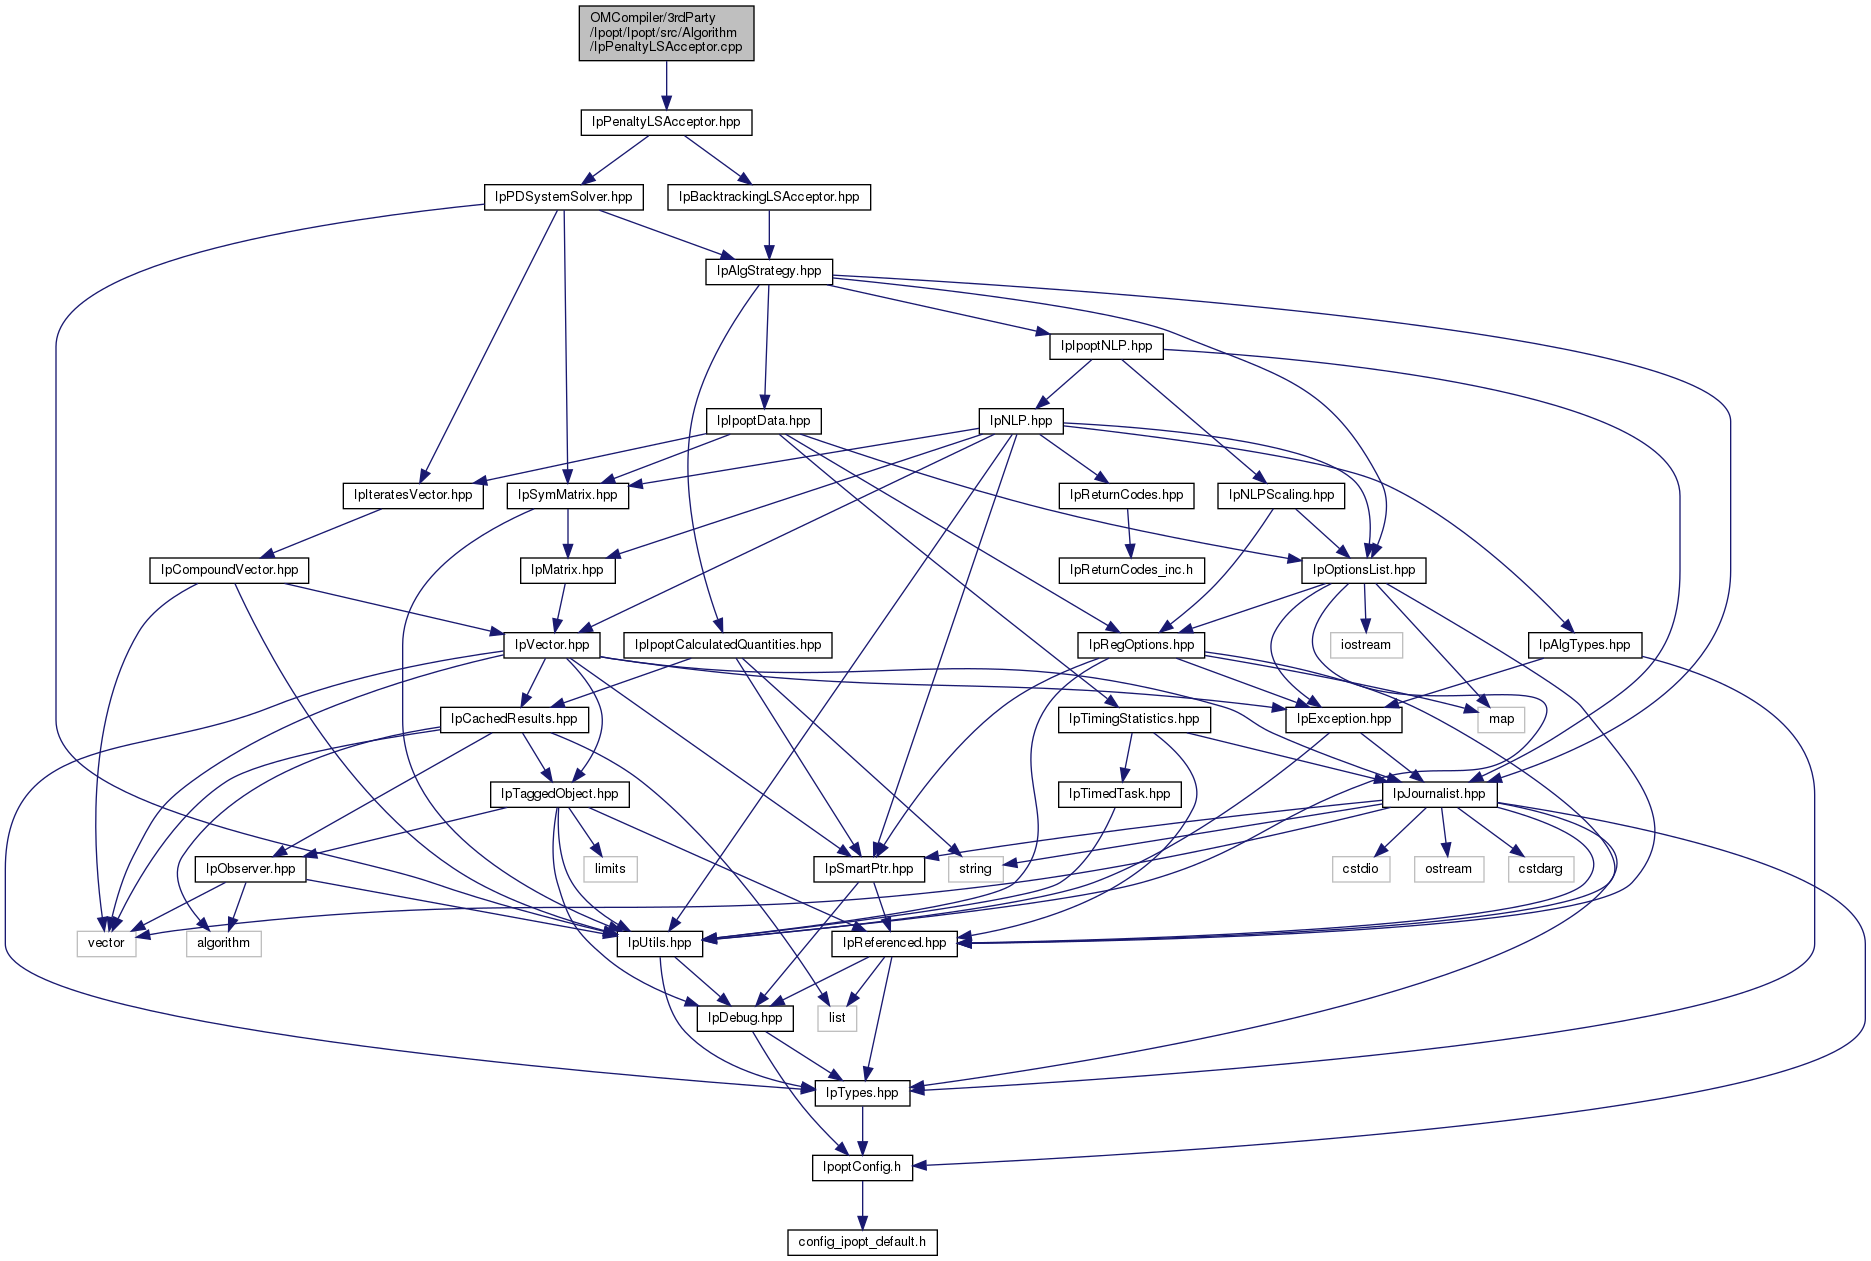 OMCompiler/3rdParty
/Ipopt/Ipopt/src/Algorithm
/IpPenaltyLSAcceptor.cpp
IpPenaltyLSAcceptor.hpp
IpPDSystemSolver.hpp
IpBacktrackingLSAcceptor.hpp
IpAlgStrategy.hpp
IpIpoptNLP.hpp
IpIpoptData.hpp
IpNLP.hpp
IpIteratesVector.hpp
IpSymMatrix.hpp
IpReturnCodes.hpp
IpNLPScaling.hpp
IpCompoundVector.hpp
IpMatrix.hpp
IpReturnCodes_inc.h
IpOptionsList.hpp
IpVector.hpp
IpIpoptCalculatedQuantities.hpp
IpRegOptions.hpp
iostream
IpAlgTypes.hpp
IpCachedResults.hpp
IpTimingStatistics.hpp
IpException.hpp
map
IpTaggedObject.hpp
IpTimedTask.hpp
IpJournalist.hpp
IpObserver.hpp
limits
IpSmartPtr.hpp
string
cstdio
ostream
cstdarg
vector
algorithm
IpUtils.hpp
IpReferenced.hpp
IpDebug.hpp
list
IpTypes.hpp
IpoptConfig.h
config_ipopt_default.h